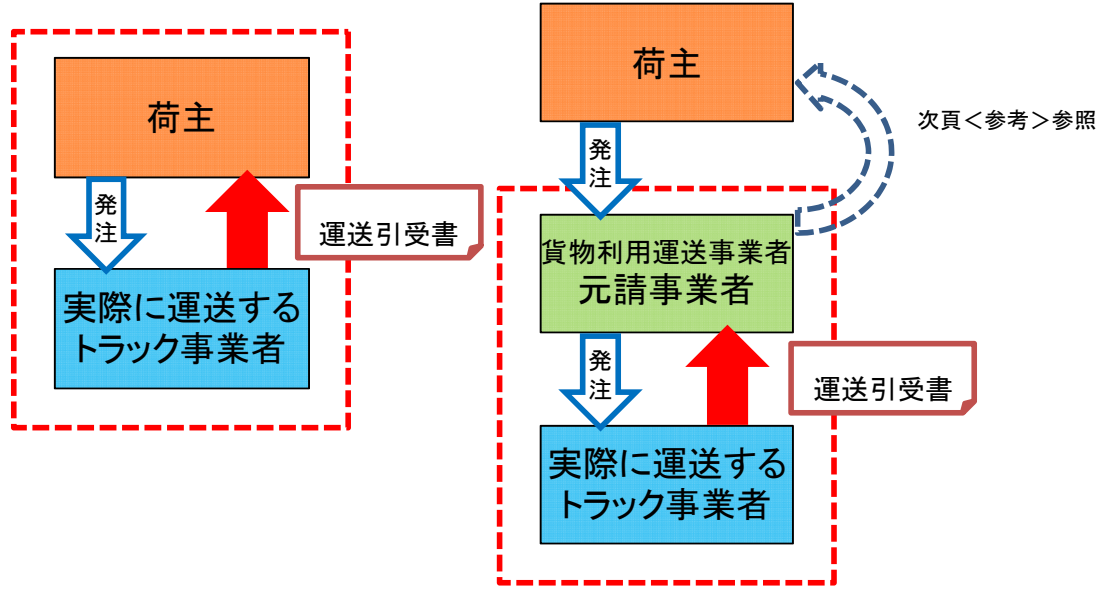 荷主
発
注
運送引受書
実際に運送する
トラック事業者
荷主
次頁＜参考＞参照
発
注
貨物利用運送事業者
元請事業者
発
注
運送引受書
実際に運送する
トラック事業者